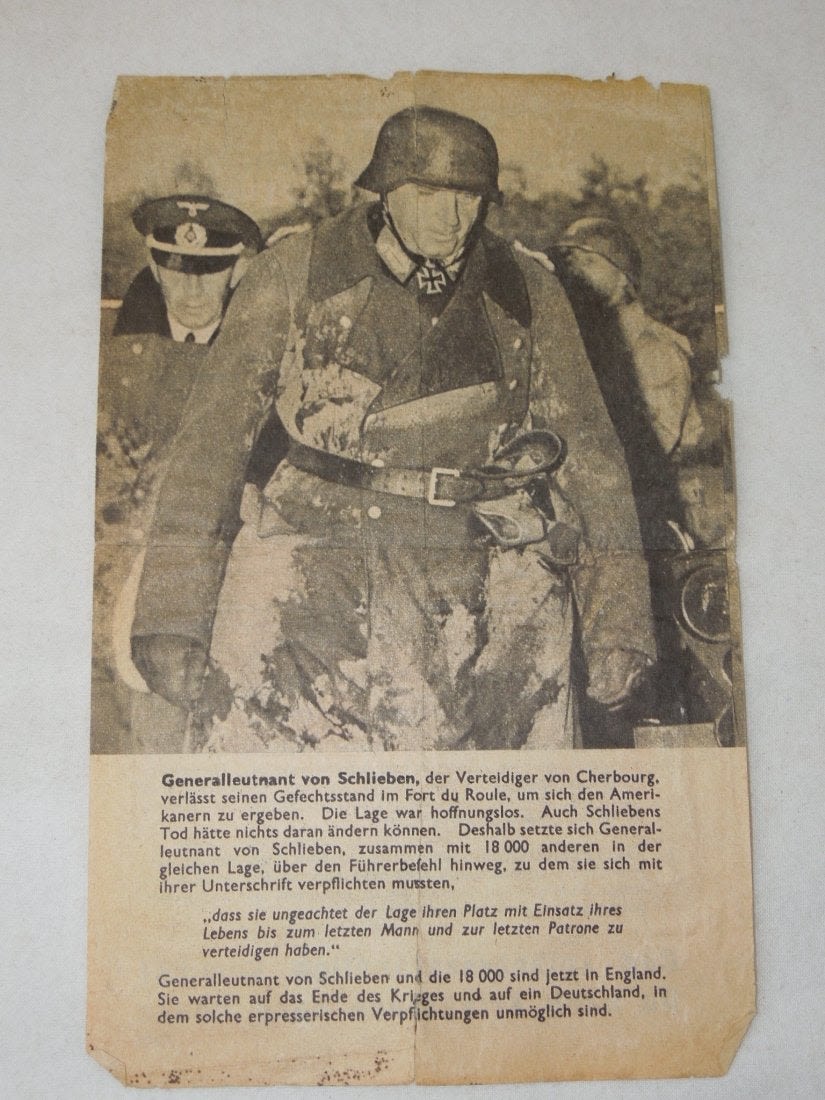 Generalleutnant von Schlieben, der Verteidiger von Cherbourg,
verlässt seinen Gefechtsstand im Fort du Roule, um sich den Ameri-
kanern zu ergeben. Die Lage war hoffnungslos. Auch Schliebens
Tod hätte nichts daran ändern können. Deshalb setzte sich General-
leutnant von Schlieben, zusammen mit 18 000 anderen in der
gleichen Lage, über den Führerbefehl hinweg, zu dem sie sich mit
ihrer Unterschrift verpflichten mussten,
„dass sie ungeachtet der Lage ihren Platz mit Einsatz ihres
Lebens bis zum letzten Mann und zur letzten Patrone zu
verteidigen haben.“
Generalleutnant von Schlieben und die 18 000 sind jetzt in England.
Sie warten auf das Ende des Krieges und auf ein Deutschland, in
dem solche erpresserischen Verpflichtungen unmöglich sind.